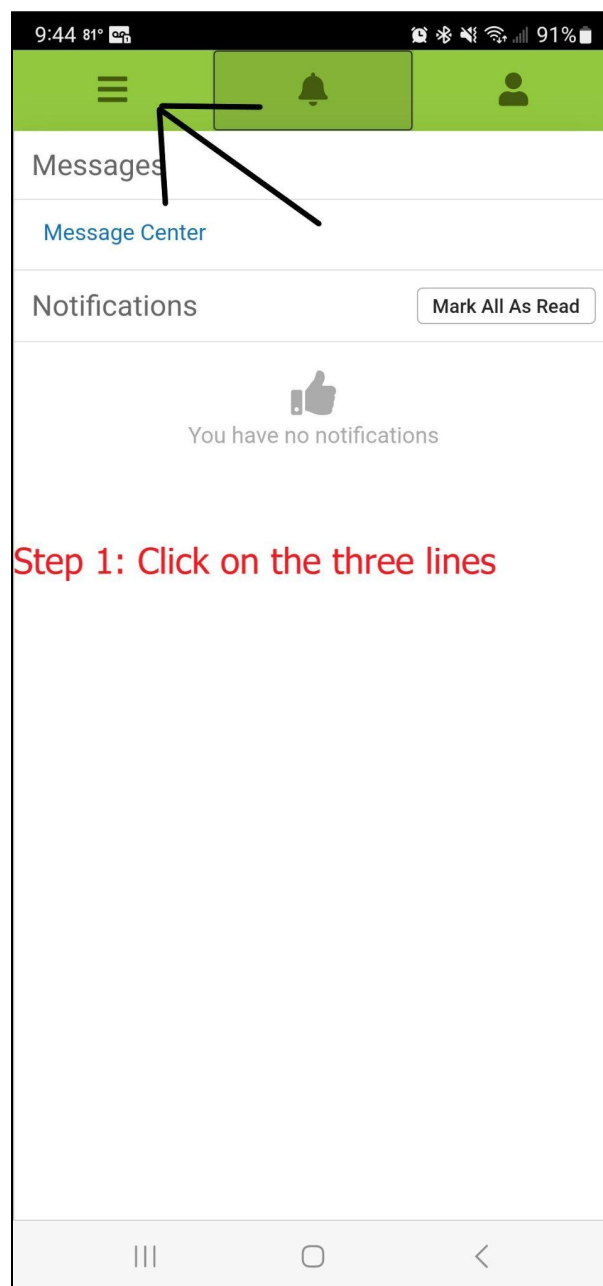 9:44 81° 91%
Messages
Message Center
Notifications Mark All As Read
You have no notifications
Step 1: Click on the three lines